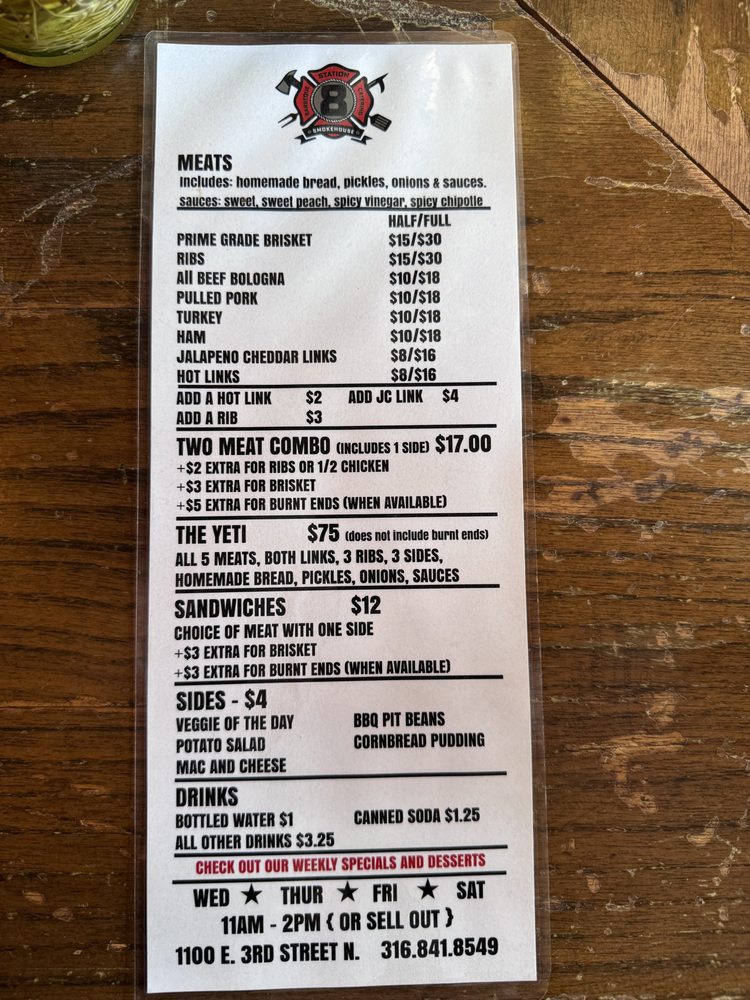 STATION
BARBEQUE
8
CATERING
SMOKEHOUSE
MEATS
includes: homemade bread, pickles, onions & sauces.
sauces: sweet, sweet peach, spicy vinegar, spicy chipotle
HALF/FULL
PRIME GRADE BRISKET $15/$30
RIBS $15/$30
All BEEF BOLOGNA $10/$18
PULLED PORK $10/$18
TURKEY $10/$18
HAM $10/$18
JALAPENO CHEDDAR LINKS $8/$16
HOT LINKS $8/$16
ADD A HOT LINK $2 ADD JC LINK $4
ADD A RIB $3
TWO MEAT COMBO (INCLUDES 1 SIDE) $17.00
+$2 EXTRA FOR RIBS OR 1/2 CHICKEN
+$3 EXTRA FOR BRISKET
+$5 EXTRA FOR BURNT ENDS (WHEN AVAILABLE)
THE YETI $75 (does not include burnt ends)
ALL 5 MEATS, BOTH LINKS, 3 RIBS, 3 SIDES,
HOMEMADE BREAD, PICKLES, ONIONS, SAUCES
SANDWICHES $12
CHOICE OF MEAT WITH ONE SIDE
+$3 EXTRA FOR BRISKET
+$3 EXTRA FOR BURNT ENDS (WHEN AVAILABLE)
SIDES - $4
VEGGIE OF THE DAY BBQ PIT BEANS
POTATO SALAD CORNBREAD PUDDING
MAC AND CHEESE
DRINKS
BOTTLED WATER $1 CANNED SODA $1.25
ALL OTHER DRINKS $3.25
CHECK OUT OUR WEEKLY SPECIALS AND DESSERTS
WED ★ THUR ★ FRI ★ SAT
11AM - 2PM { OR SELL OUT }
1100 E. 3RD STREET N. 316.841.8549